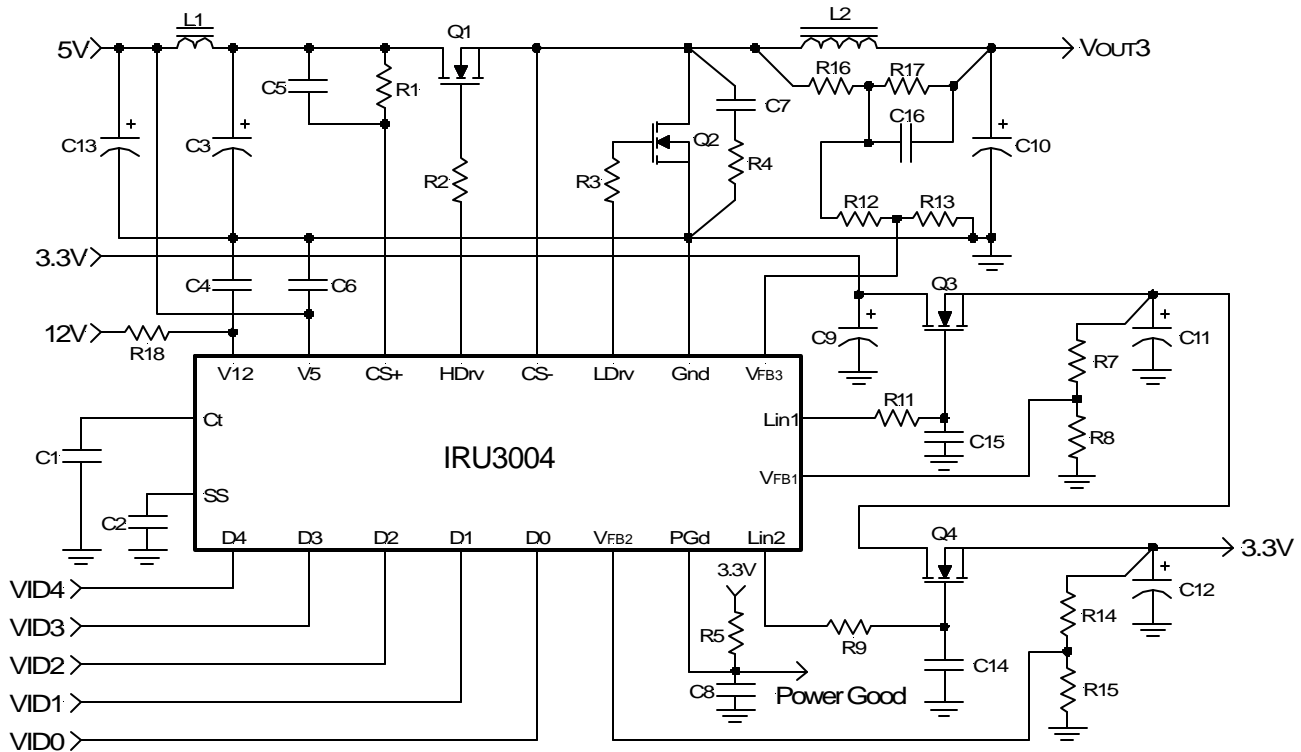 L1
L2
Q1
5V
VOUT3
R16
R17
C5
R1
C7
C16
C13
C3
Q2
C10
R2
R3
R4
R12
R13
3.3V
C4
C6
Q3
12V
R18
C9
C11
R7
V12 V5 CS+ HDrv CS- LDrv Gnd VFB3
Ct
Lin1
R11
C15
R8
C1
IRU3004
VFB1
SS
C2
D4 D3 D2 D1 D0 VFB2 PGd Lin2
Q4
3.3V
3.3V
VID4
C12
R14
VID3
R5
R9
VID2
C14
C8
Power Good
R15
VID1
VID0